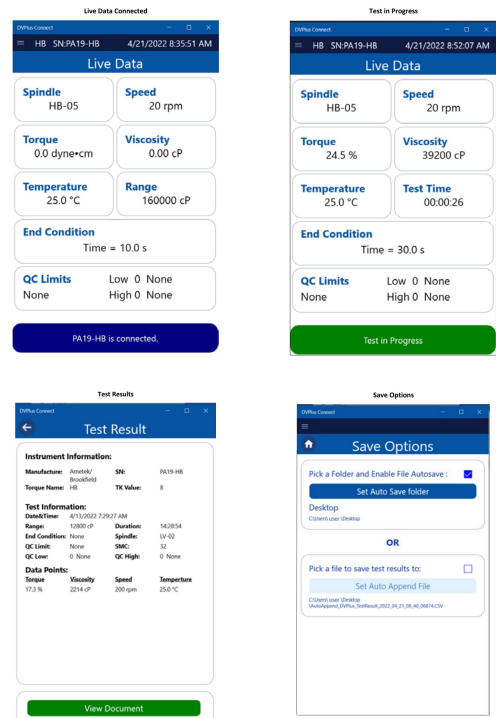 Live Data Connected
DVPlus Connect
HB SN:PA19-HB 4/21/2022 8:35:51 AM
Live Data
Spindle
HB-05
Speed
20 rpm
Torque
0.0 dyne•cm
Viscosity
0.00 cP
Temperature
25.0 °C
Range
160000 cP
End Condition
Time = 10.0 s
QC Limits Low 0 None
None High 0 None
PA19-HB is connected.
Test in Progress
DVPlus Connect
HB SN:PA19-HB 4/21/2022 8:52:07 AM
Live Data
Spindle
HB-05
Speed
20 rpm
Torque
24.5 %
Viscosity
39200 cP
Temperature
25.0 °C
Test Time
00:00:26
End Condition
Time = 30.0 s
QC Limits Low 0 None
None High 0 None
Test in Progress
Test Results
DVPlus Connect
Test Result
Instrument Information:
Manufacture: Ametek/ SN: PA19-HB
Brookfield
Torque Name: HB TK Value: 8
Test Information:
Date&Time: 4/13/2022 7:29:27 AM
Range: 12800 cP Duration: 14:28:54
End Condition: None Spindle: LV-02
QC Limit: None SMC: 32
QC Low: 0 None QC High: 0 None
Data Points:
Torque Viscosity Speed Temperture
17.3 % 2214 cP 200 rpm 25.0 °C
View Document
Save Options
DVPlus Connect
Save Options
Pick a Folder and Enable File Autosave :
Set Auto Save folder
Desktop
C:\Users\ user \Desktop
OR
Pick a file to save test results to:
Set Auto Append File
C:\Users\ user \Desktop
\AutoAppend_DVPlus_TestResult_2022_04_21_08_40_06874.CSV